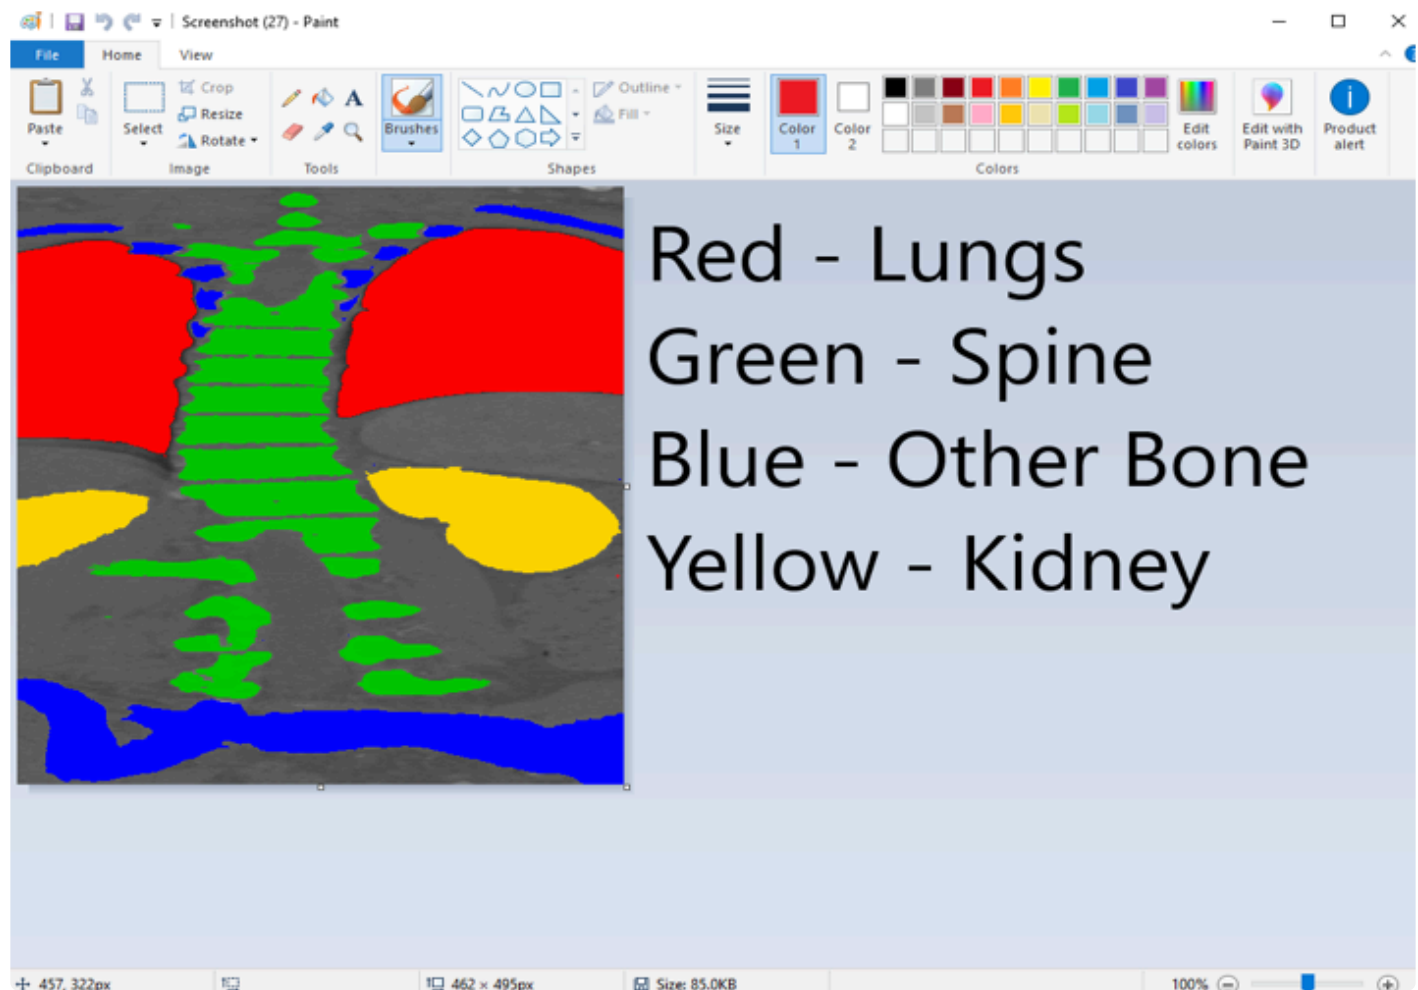 Screenshot (27) - Paint
File Home View
Paste
Clipboard
Select
Crop
Resize
Rotate
Image
A
Tools
Brushes
Outline
Fill
Shapes
Size
Color 1
Color 2
Edit colors
Colors
Edit with Paint 3D
Product alert
Red - Lungs
Green - Spine
Blue - Other Bone
Yellow - Kidney
457, 322px
462 × 495px
Size: 85.0KB
100%